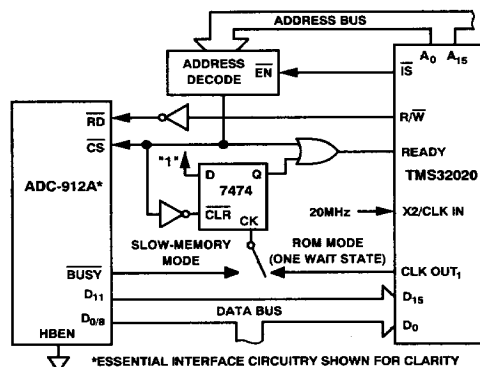 ADDRESS BUS
A0 A15
ADDRESS
DECODE
EN
IS
RD
R/W
CS
READY
"1"
D Q
7474
CLR
CK
ADC-912A*
TMS32020
20MHz
X2/CLK IN
SLOW-MEMORY
MODE
ROM MODE
(ONE WAIT STATE)
BUSY
CLK OUT1
D11
D15
DATA BUS
D0/8
D0
HBEN
*ESSENTIAL INTERFACE CIRCUITRY SHOWN FOR CLARITY